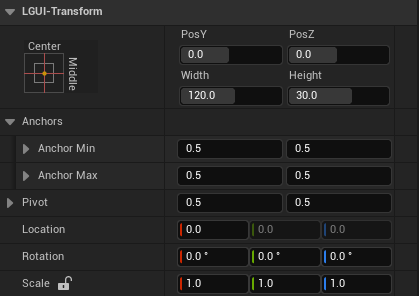 LGUI-Transform
Center
Middle
PosY PosZ
0.0 0.0
Width Height
120.0 30.0
Anchors
Anchor Min 0.5 0.5
Anchor Max 0.5 0.5
Pivot 0.5 0.5
Location 0.0 0.0 0.0
Rotation 0.0 ° 0.0 ° 0.0 °
Scale 1.0 1.0 1.0